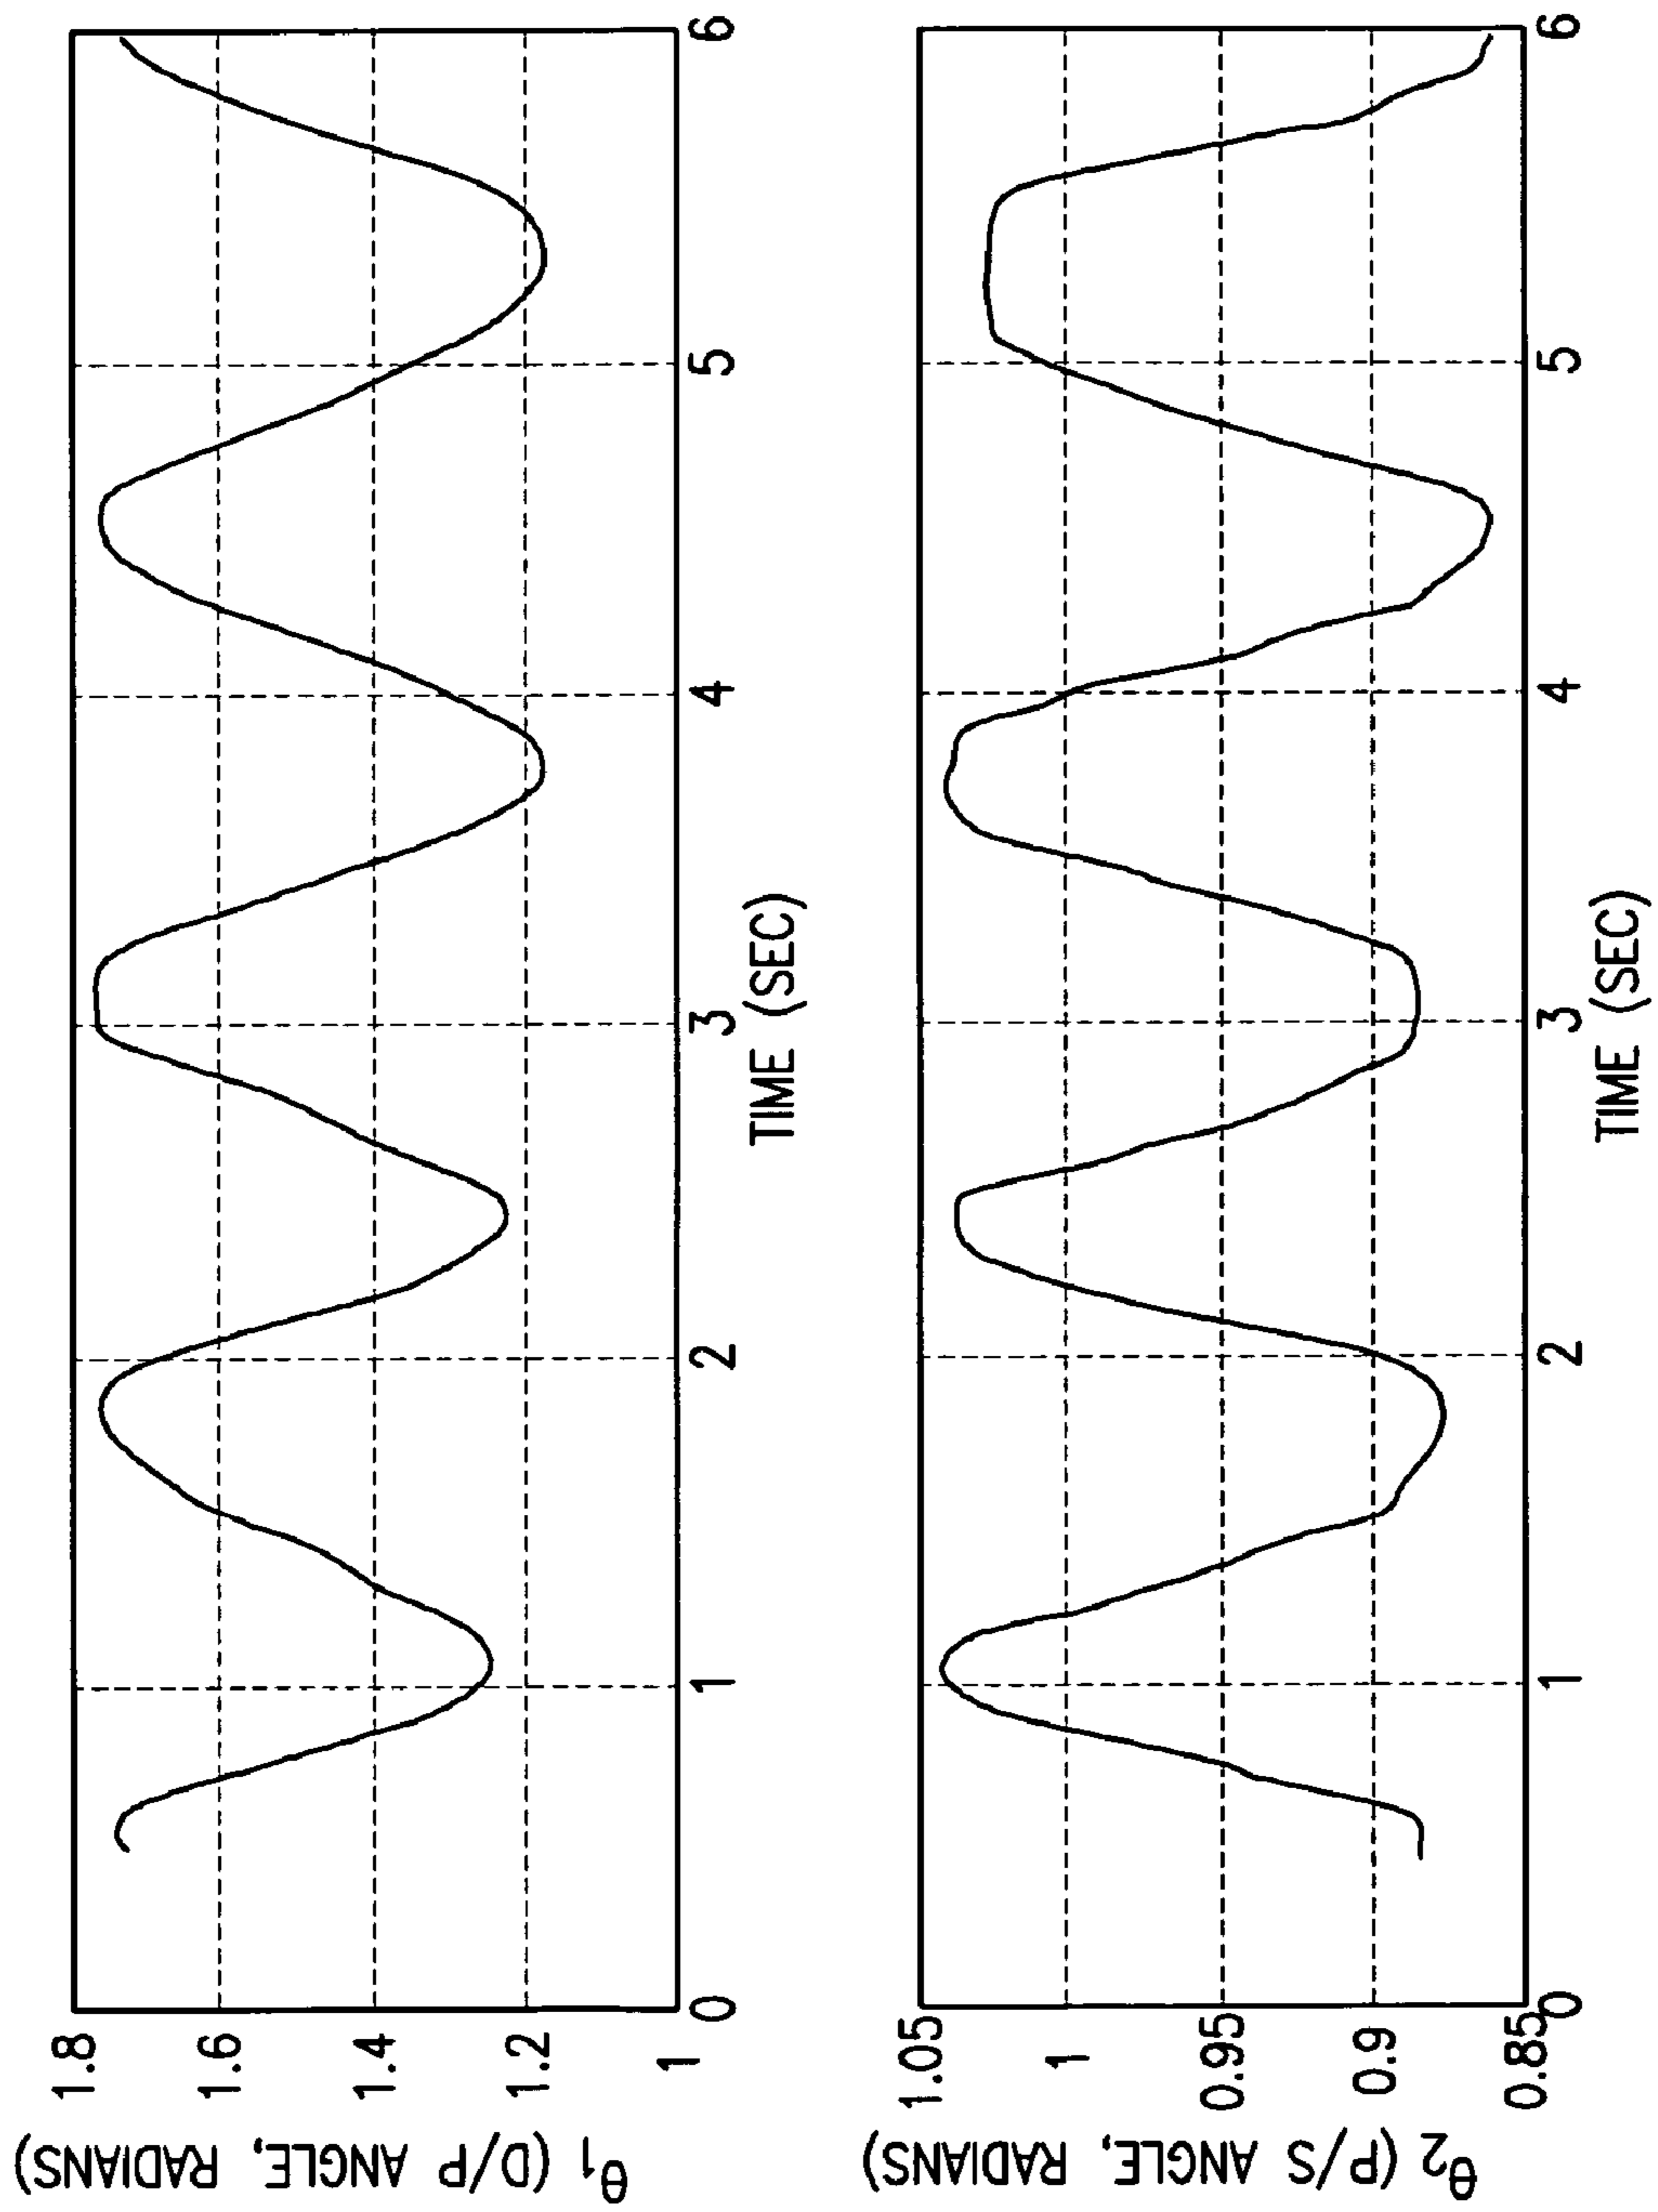 θ1 (D/P ANGLE, RADIANS)
1.8
1.6
1.4
1.2
1
0 1 2 3 4 5 6
TIME (SEC)
θ2 (P/S ANGLE, RADIANS)
1.05
1
0.95
0.9
0.85
0 1 2 3 4 5 6
TIME (SEC)